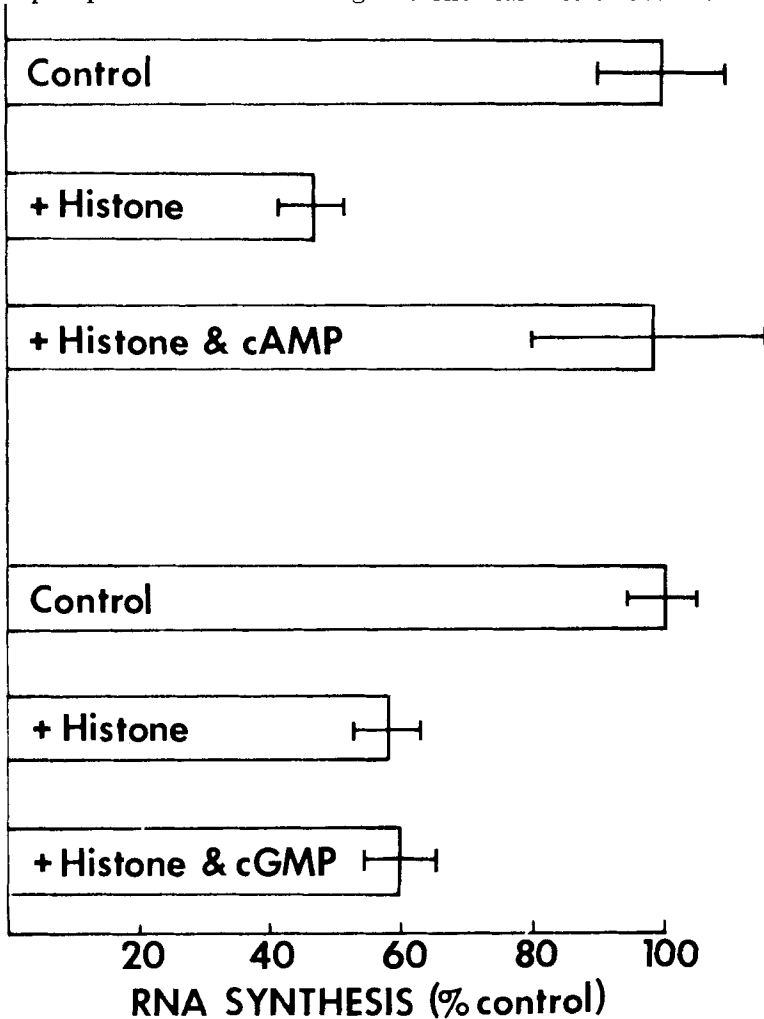 Control
+ Histone
+ Histone & cAMP
Control
+ Histone
+ Histone & cGMP
20 40 60 80 100
RNA SYNTHESIS (% control)